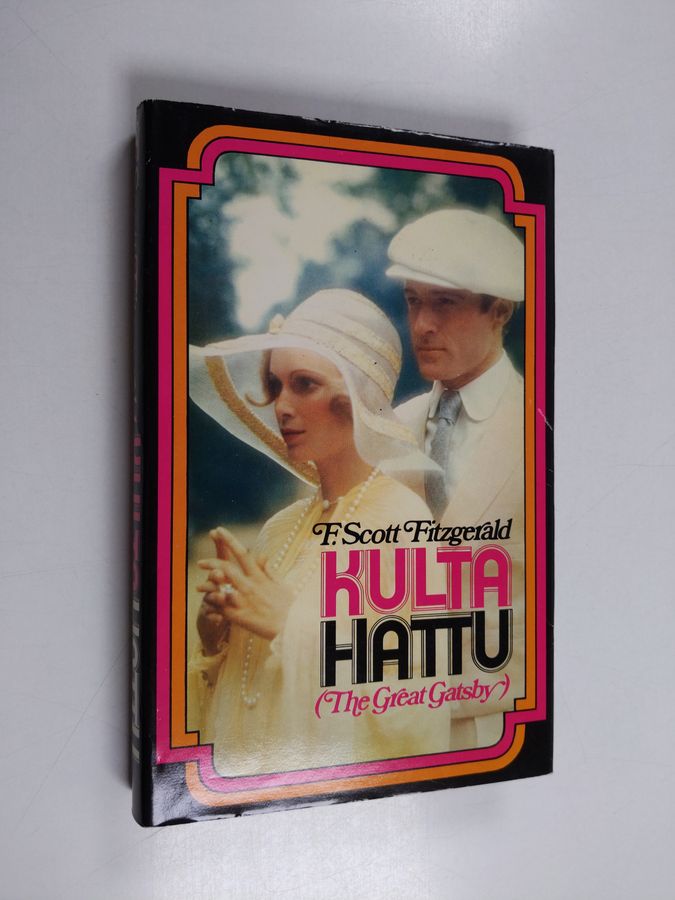 F. Scott Fitzgerald
KULTA
HATTU
(The Great Gatsby)